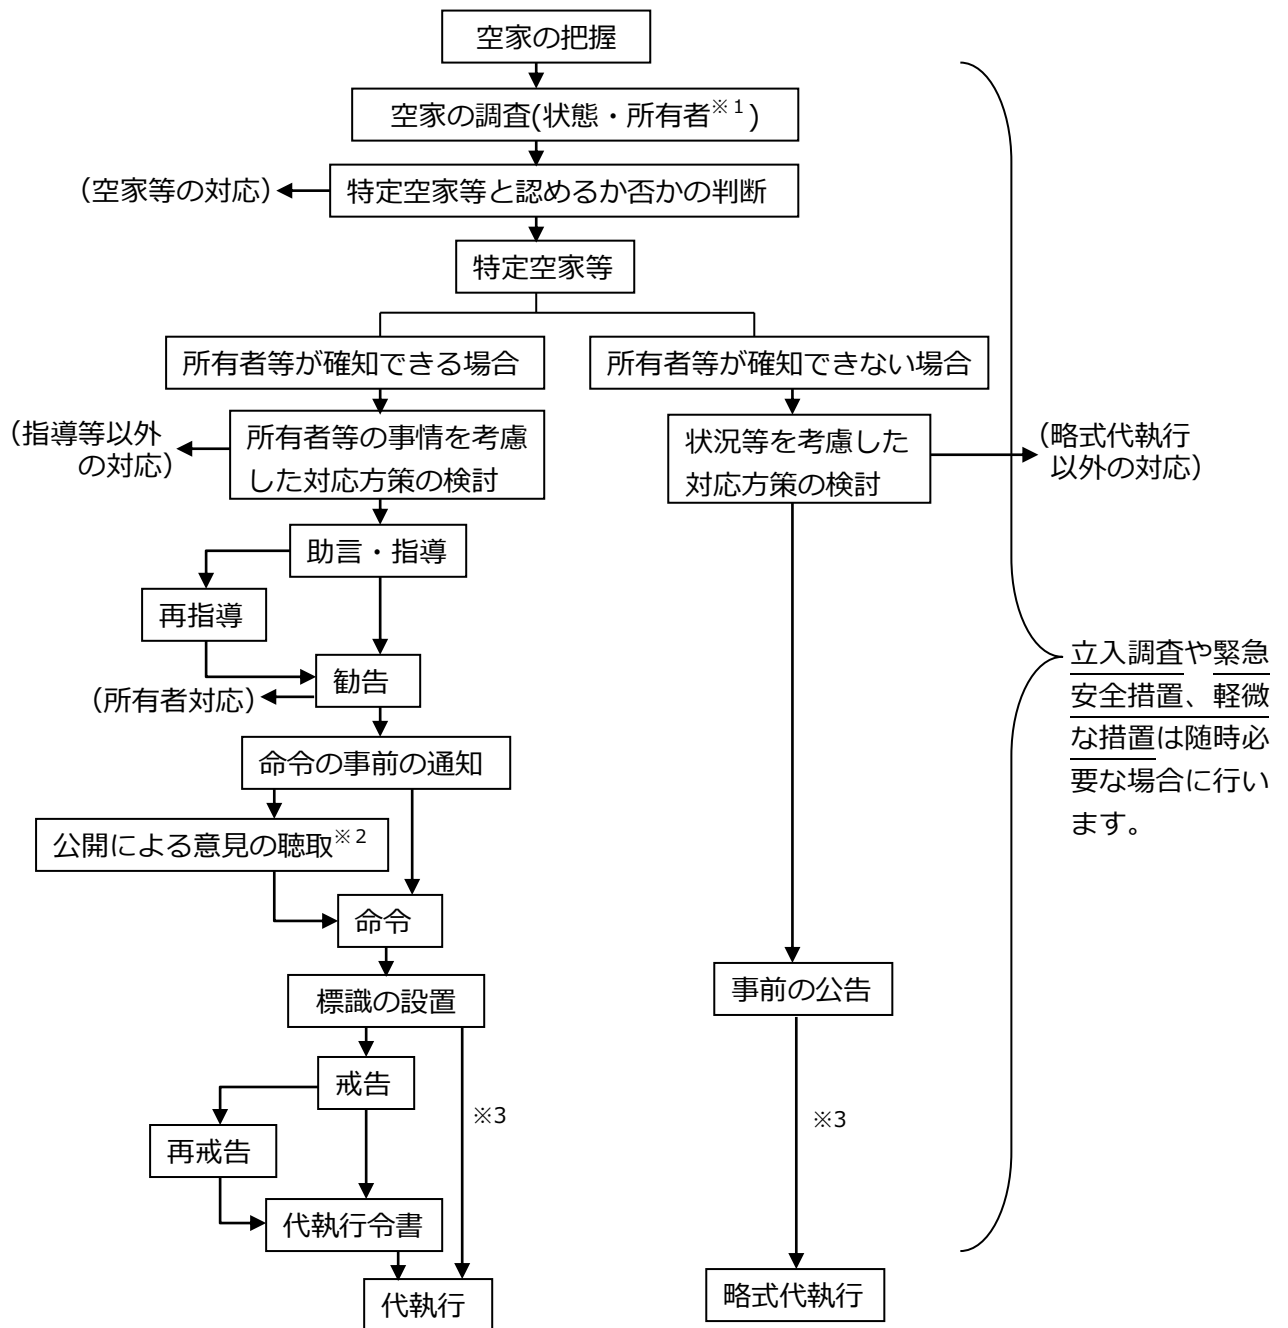 空家の把握
空家の調査(状態・所有者※1)
(空家等の対応)
特定空家等と認めるか否かの判断
特定空家等
所有者等が確知できる場合
所有者等が確知できない場合
(指導等以外
の対応)
所有者等の事情を考慮
した対応方策の検討
状況等を考慮した
対応方策の検討
(略式代執行
以外の対応)
助言・指導
再指導
勧告
(所有者対応)
命令の事前の通知
公開による意見の聴取※2
命令
標識の設置
戒告
再戒告
※3
代執行令書
代執行
事前の公告
※3
略式代執行
立入調査や緊急
安全措置、軽微
な措置は随時必
要な場合に行い
ます。